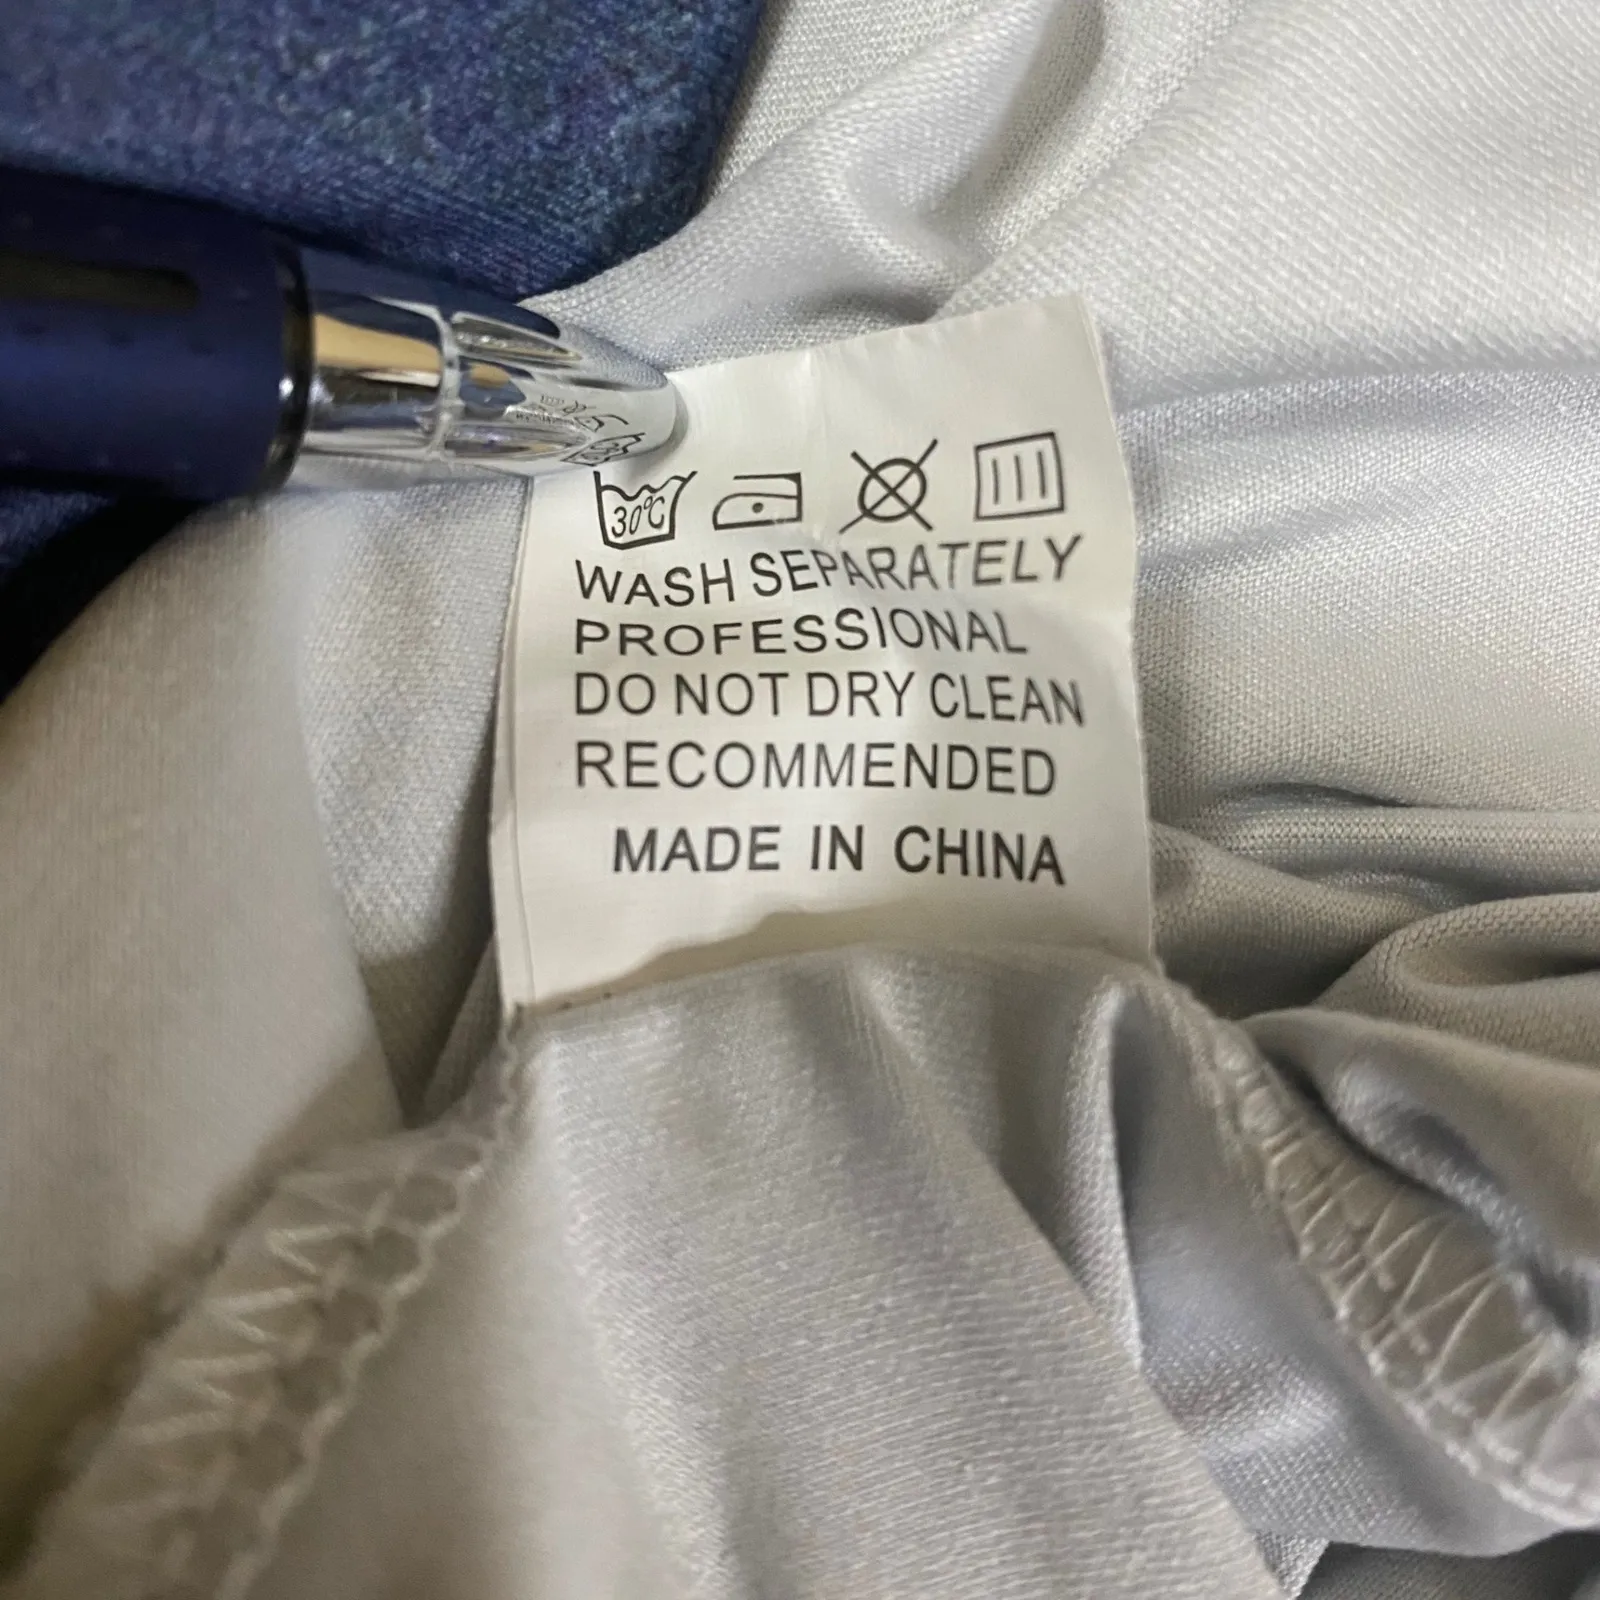 30°C
WASH SEPARATELY
PROFESSIONAL
DO NOT DRY CLEAN
RECOMMENDED
MADE IN CHINA